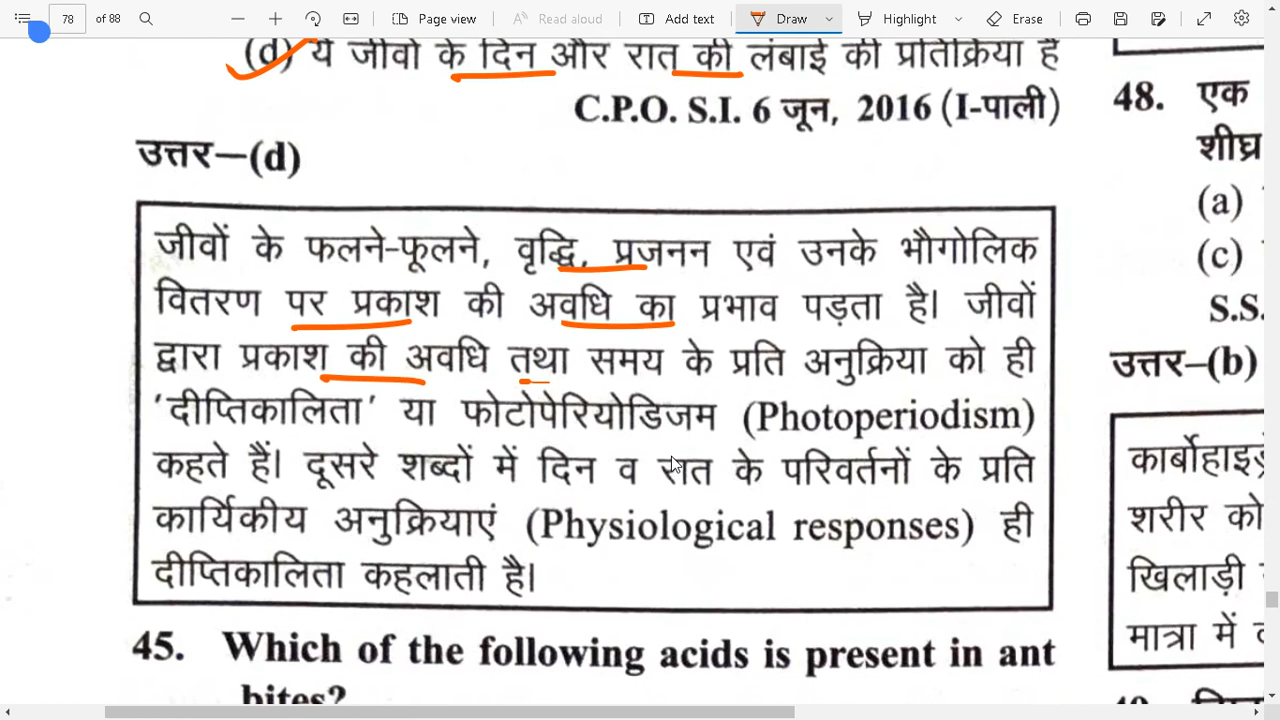 78 of 88
Page view
Read aloud
Add text
Draw
Highlight
Erase
(d) ये जीवों के दिन और रात की लंबाई की प्रतिक्रिया है
C.P.O. S.I. 6 जून, 2016 (I-पाली)
उत्तर—(d)
जीवों के फलने-फूलने, वृद्धि, प्रजनन एवं उनके भौगोलिक
वितरण पर प्रकाश की अवधि का प्रभाव पड़ता है। जीवों
द्वारा प्रकाश की अवधि तथा समय के प्रति अनुक्रिया को ही
'दीप्तिकालिता' या फोटोपेरियोडिजम (Photoperiodism)
कहते हैं। दूसरे शब्दों में दिन व रात के परिवर्तनों के प्रति
कार्यिकीय अनुक्रियाएं (Physiological responses) ही
दीप्तिकालिता कहलाती है।
45. Which of the following acids is present in ant
bites?
48. एक
शीघ्र
(a)
(c)
S.S.
उत्तर—(b)
शरीर को
खिलाड़ी
मात्रा में